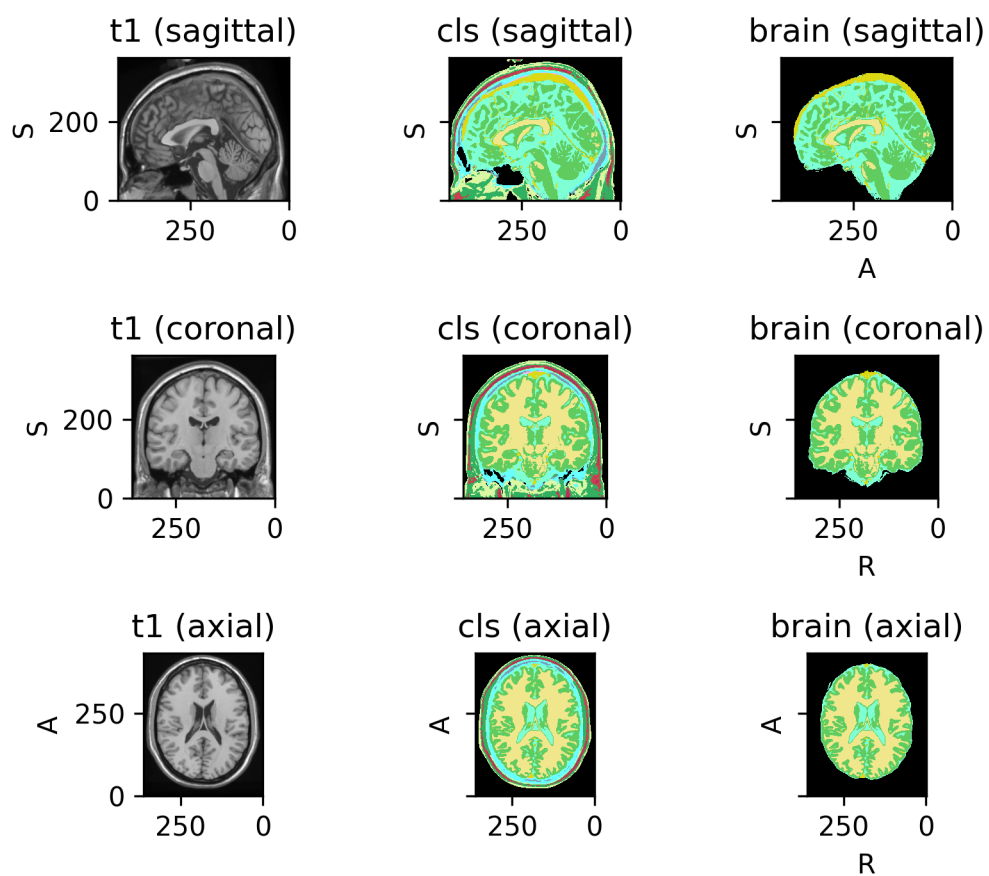 t1 (sagittal) cls (sagittal) brain (sagittal)
S 200 S S
0
250 0 250 0 250 0
A
t1 (coronal) cls (coronal) brain (coronal)
S 200 S S
0
250 0 250 0 250 0
R
t1 (axial) cls (axial) brain (axial)
A 250 A A
0
250 0 250 0 250 0
R